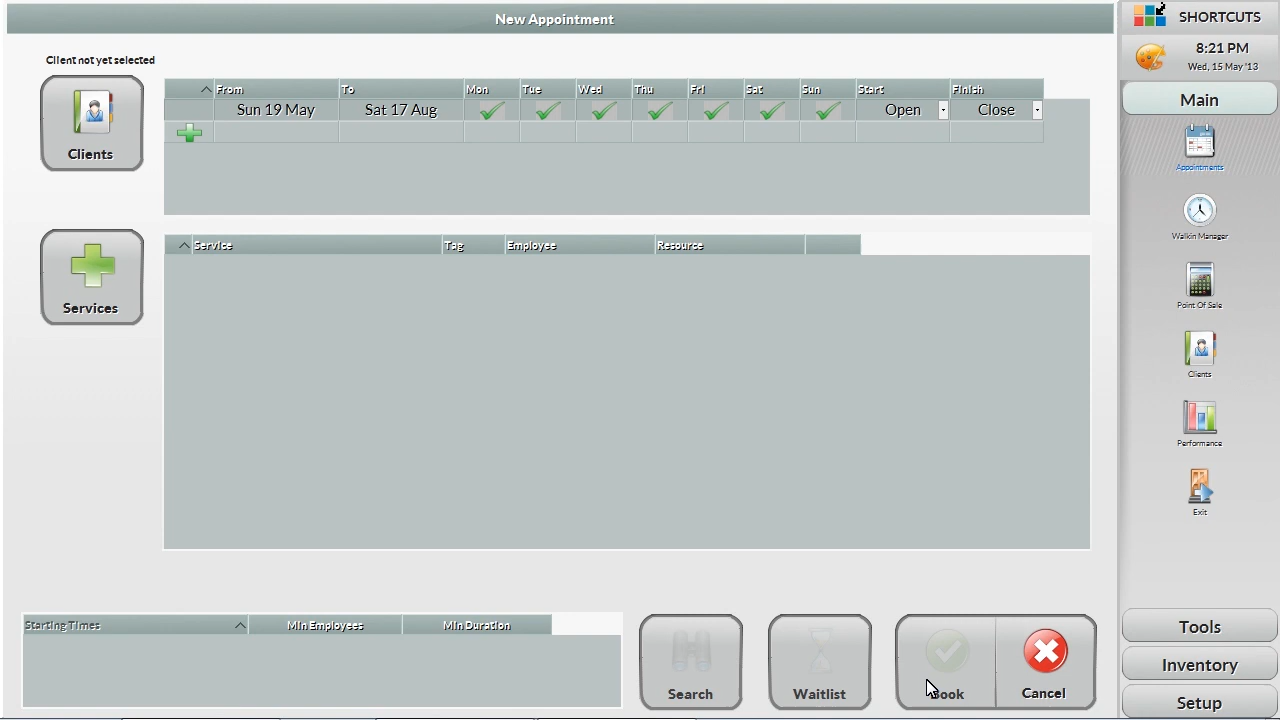 New Appointment
SHORTCUTS
8:21 PM
Wed, 15 May '13
Client not yet selected
Clients
From To Mon Tue Wed Thu Fri Sat Sun Start Finish
Sun 19 May Sat 17 Aug Open Close
Services
Service Tag Employee Resource
Starting Times Min Employees Min Duration
Search
Waitlist
Book
Cancel
Main
Appointments
Walkin Manager
Point Of Sale
Clients
Performance
Exit
Tools
Inventory
Setup